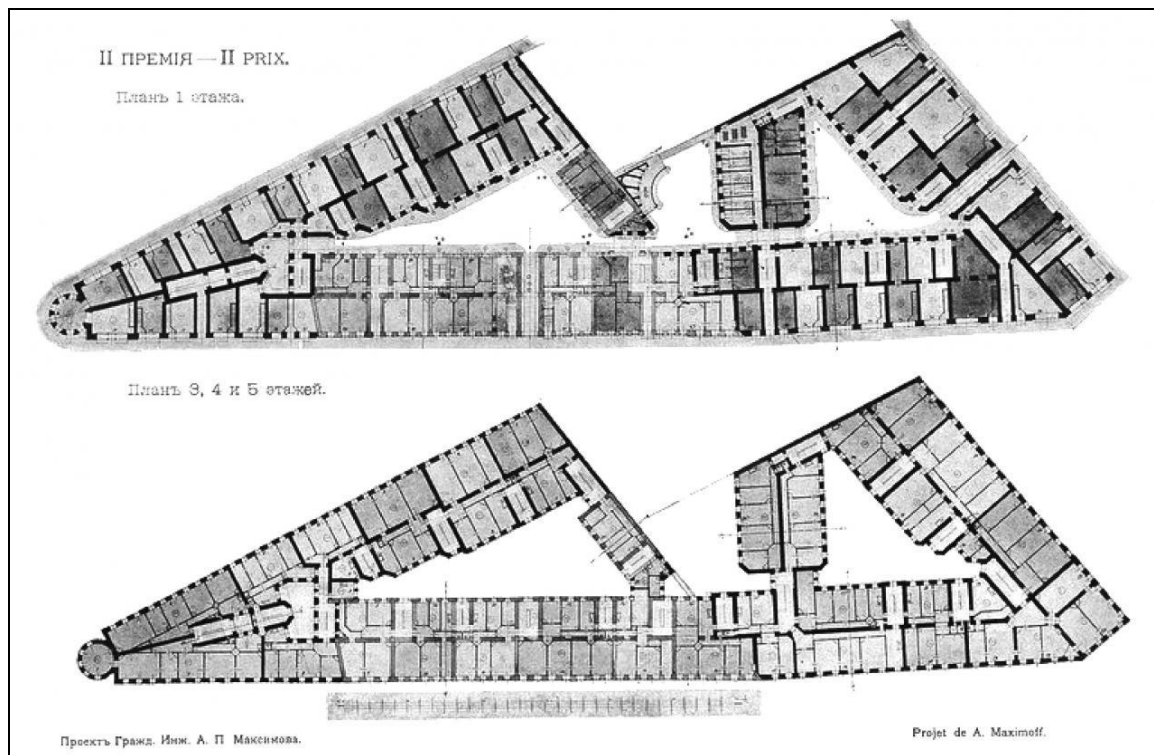 II ПРЕМІЯ — II PRIX.
Планъ 1 этажа.
Планъ 3, 4 и 5 этажей.
Проектъ Гражд. Инж. А. П Максимова.
Projet de A. Maximoff.